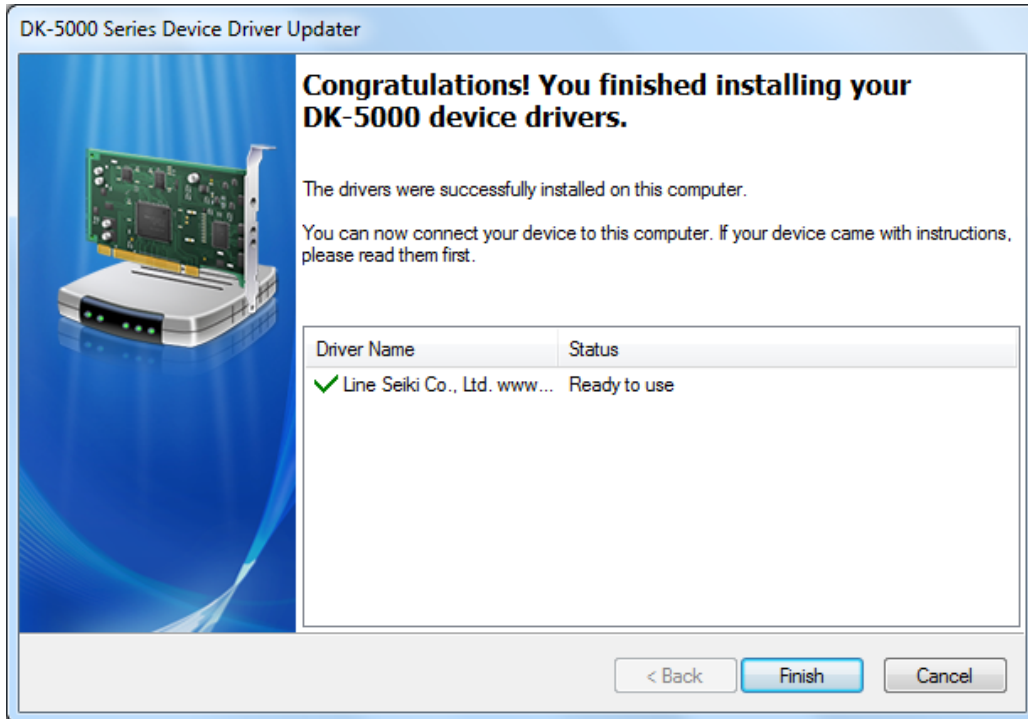 DK-5000 Series Device Driver Updater
Congratulations! You finished installing your
DK-5000 device drivers.
The drivers were successfully installed on this computer.
You can now connect your device to this computer. If your device came with instructions,
please read them first.
Driver Name Status
Line Seiki Co., Ltd. www... Ready to use
< Back Finish Cancel